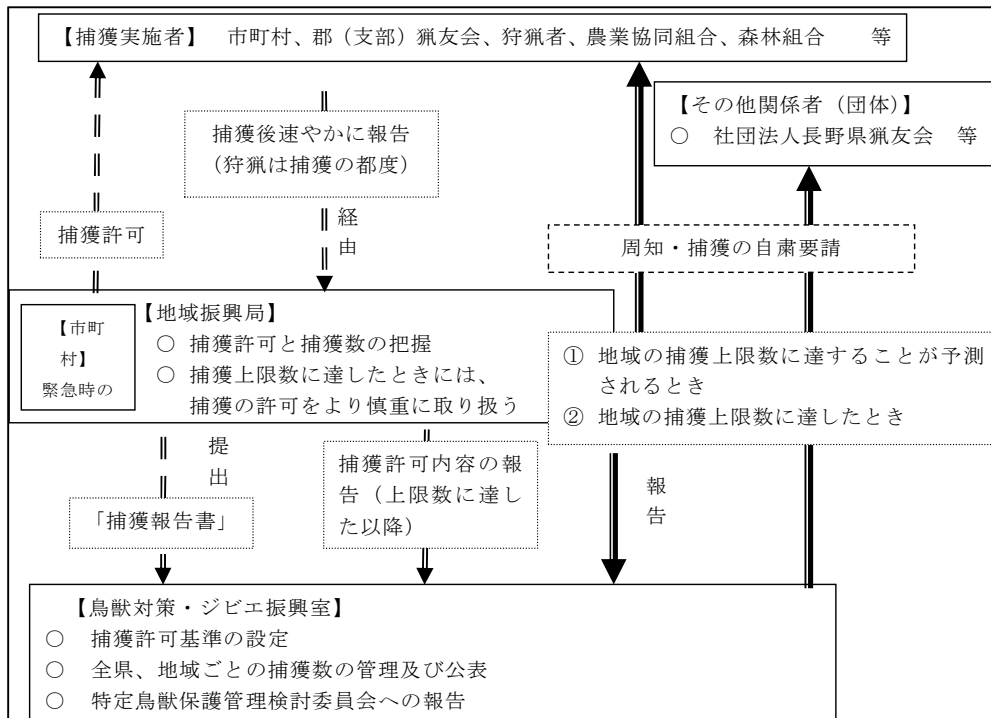 【捕獲実施者】 市町村、郡（支部）猟友会、狩猟者、農業協同組合、森林組合 等
【その他関係者（団体）】
○ 社団法人長野県猟友会 等
捕獲後速やかに報告
（狩猟は捕獲の都度）
捕獲許可
経由
周知・捕獲の自粛要請
【市町
村】
緊急時の
【地域振興局】
○ 捕獲許可と捕獲数の把握
○ 捕獲上限数に達したときには、
捕獲の許可をより慎重に取り扱う
① 地域の捕獲上限数に達することが予測
されるとき
② 地域の捕獲上限数に達したとき
提出
「捕獲報告書」
捕獲許可内容の報
告（上限数に達し
た以降）
報告
【鳥獣対策・ジビエ振興室】
○ 捕獲許可基準の設定
○ 全県、地域ごとの捕獲数の管理及び公表
○ 特定鳥獣保護管理検討委員会への報告